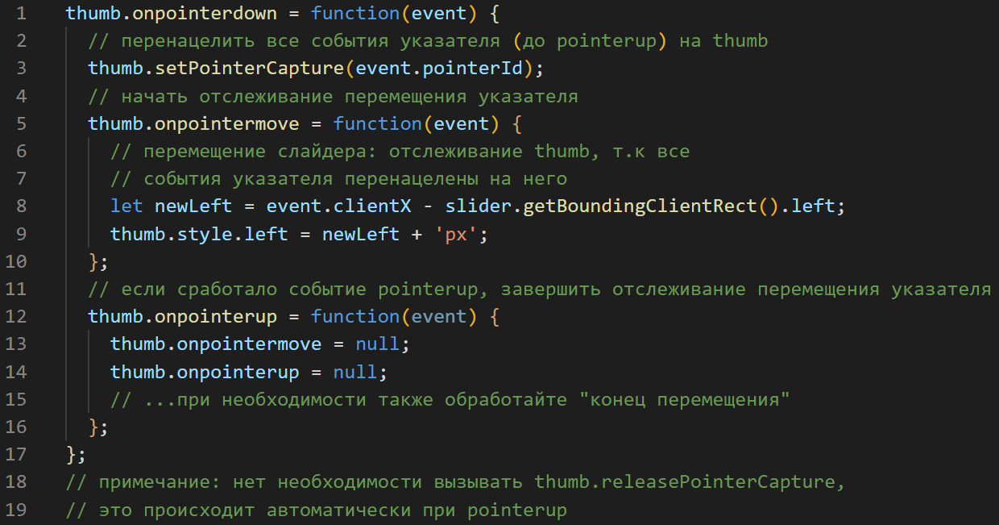 1 thumb.onpointerdown = function(event) {
2 // перенацелить все события указателя (до pointerup) на thumb
3 thumb.setPointerCapture(event.pointerId);
4 // начать отслеживание перемещения указателя
5 thumb.onpointermove = function(event) {
6 // перемещение слайдера: отслеживание thumb, т.к все
7 // события указателя перенацелены на него
8 let newLeft = event.clientX - slider.getBoundingClientRect().left;
9 thumb.style.left = newLeft + 'px';
10 };
11 // если сработало событие pointerup, завершить отслеживание перемещения указателя
12 thumb.onpointerup = function(event) {
13 thumb.onpointermove = null;
14 thumb.onpointerup = null;
15 // ...при необходимости также обработайте "конец перемещения"
16 };
17 };
18 // примечание: нет необходимости вызывать thumb.releasePointerCapture,
19 // это происходит автоматически при pointerup